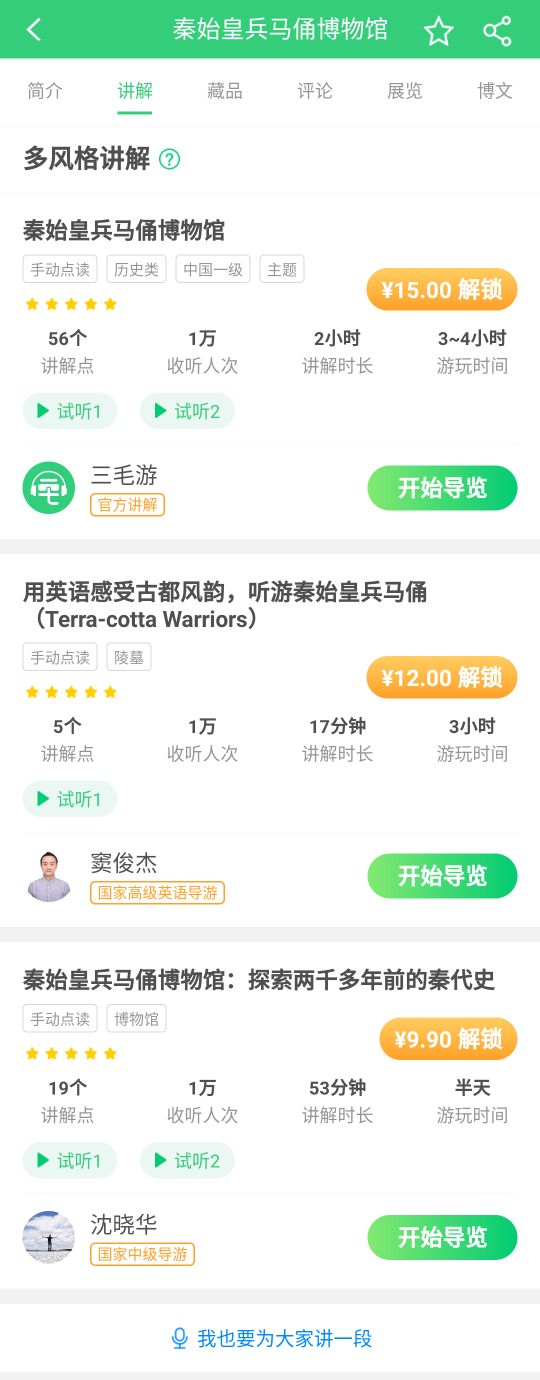 秦始皇兵马俑博物馆
简介 讲解 藏品 评论 展览 博文
多风格讲解 ?
秦始皇兵马俑博物馆
手动点读 历史类 中国一级 主题
¥15.00 解锁
56个 1万 2小时 3~4小时
讲解点 收听人次 讲解时长 游玩时间
试听1 试听2
三毛游
官方讲解
开始导览
用英语感受古都风韵，听游秦始皇兵马俑
（Terra-cotta Warriors）
手动点读 陵墓
¥12.00 解锁
5个 1万 17分钟 3小时
讲解点 收听人次 讲解时长 游玩时间
试听1
窦俊杰
国家高级英语导游
开始导览
秦始皇兵马俑博物馆：探索两千多年前的秦代史
手动点读 博物馆
¥9.90 解锁
19个 1万 53分钟 半天
讲解点 收听人次 讲解时长 游玩时间
试听1 试听2
沈晓华
国家中级导游
开始导览
我也要为大家讲一段